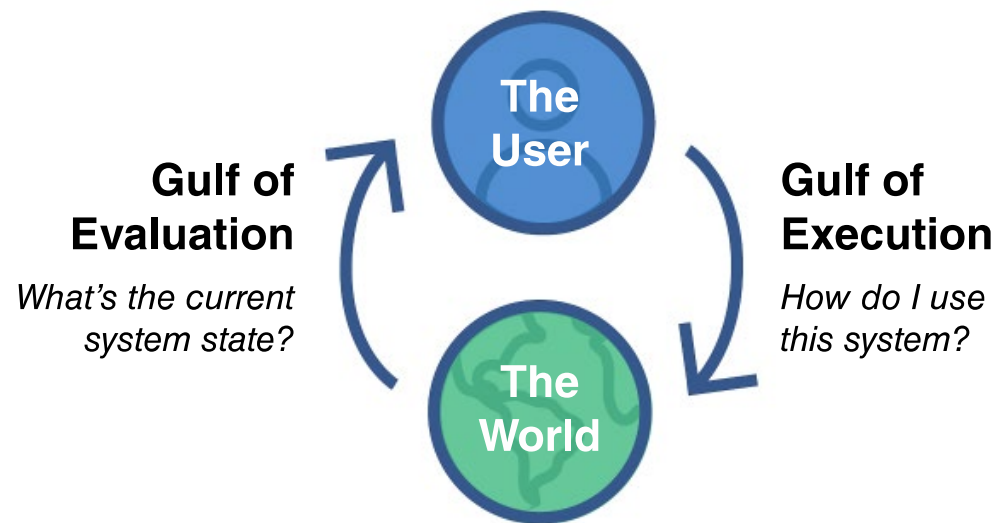 The
User
Gulf of
Evaluation
What’s the current
system state?
Gulf of
Execution
How do I use
this system?
The
World